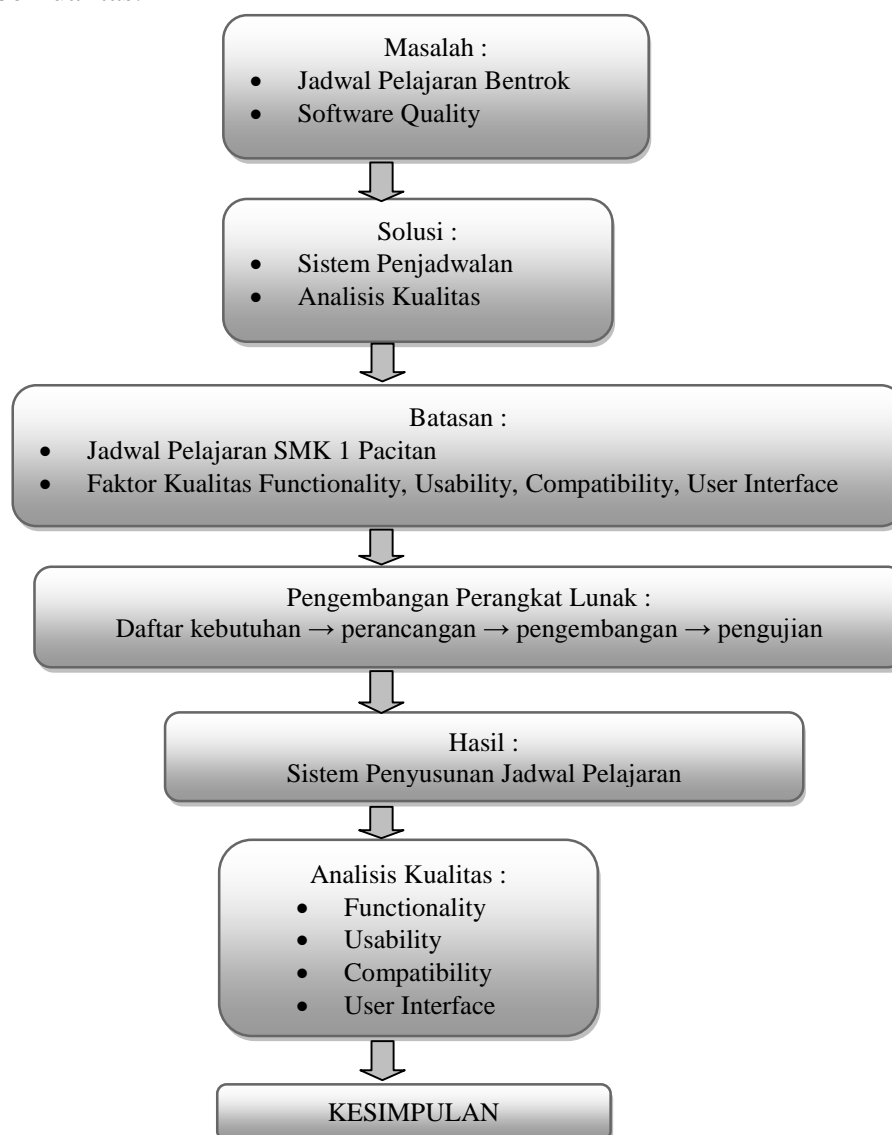 Masalah :
• Jadwal Pelajaran Bentrok
• Software Quality
Solusi :
• Sistem Penjadwalan
• Analisis Kualitas
Batasan :
• Jadwal Pelajaran SMK 1 Pacitan
• Faktor Kualitas Functionality, Usability, Compatibility, User Interface
Pengembangan Perangkat Lunak :
Daftar kebutuhan → perancangan → pengembangan → pengujian
Hasil :
Sistem Penyusunan Jadwal Pelajaran
Analisis Kualitas :
• Functionality
• Usability
• Compatibility
• User Interface
KESIMPULAN